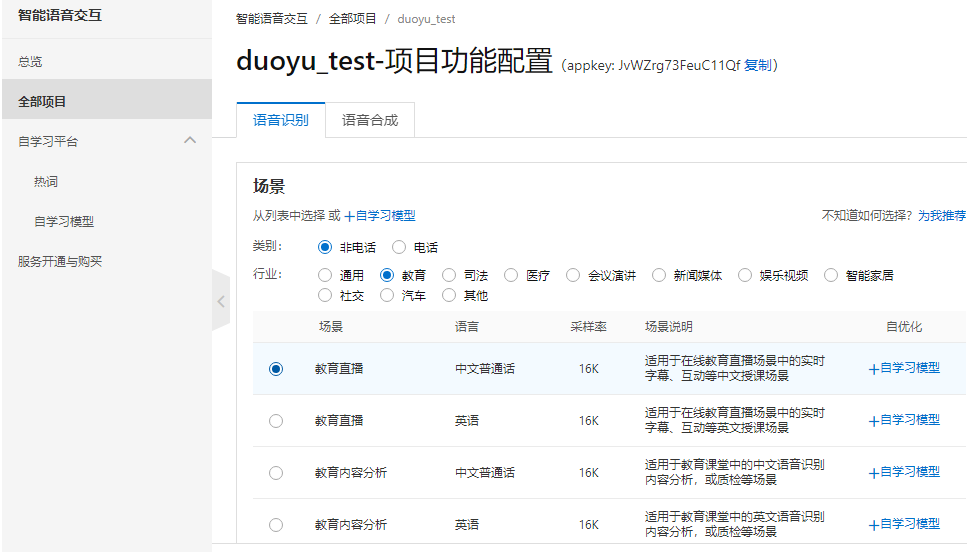 智能语音交互
总览
全部项目
自学习平台
热词
自学习模型
服务开通与购买
智能语音交互 / 全部项目 / duoyu_test
duoyu_test-项目功能配置 (appkey: JvWZrg73FeuC11Qf 复制)
语音识别 语音合成
场景
从列表中选择 或 +自学习模型 不知道如何选择? 为我推荐
类别: 非电话 电话
行业: 通用 教育 司法 医疗 会议演讲 新闻媒体 娱乐视频 智能家居
社交 汽车 其他
场景 语言 采样率 场景说明 自优化
教育直播 中文普通话 16K 适用于在线教育直播场景中的实时
字幕、互动等中文授课场景 +自学习模型
教育直播 英语 16K 适用于在线教育直播场景中的实时
字幕、互动等英文授课场景 +自学习模型
教育内容分析 中文普通话 16K 适用于教育课堂中的中文语音识别
内容分析，或质检等场景 +自学习模型
教育内容分析 英语 16K 适用于教育课堂中的英文语音识别
内容分析，或质检等场景 +自学习模型